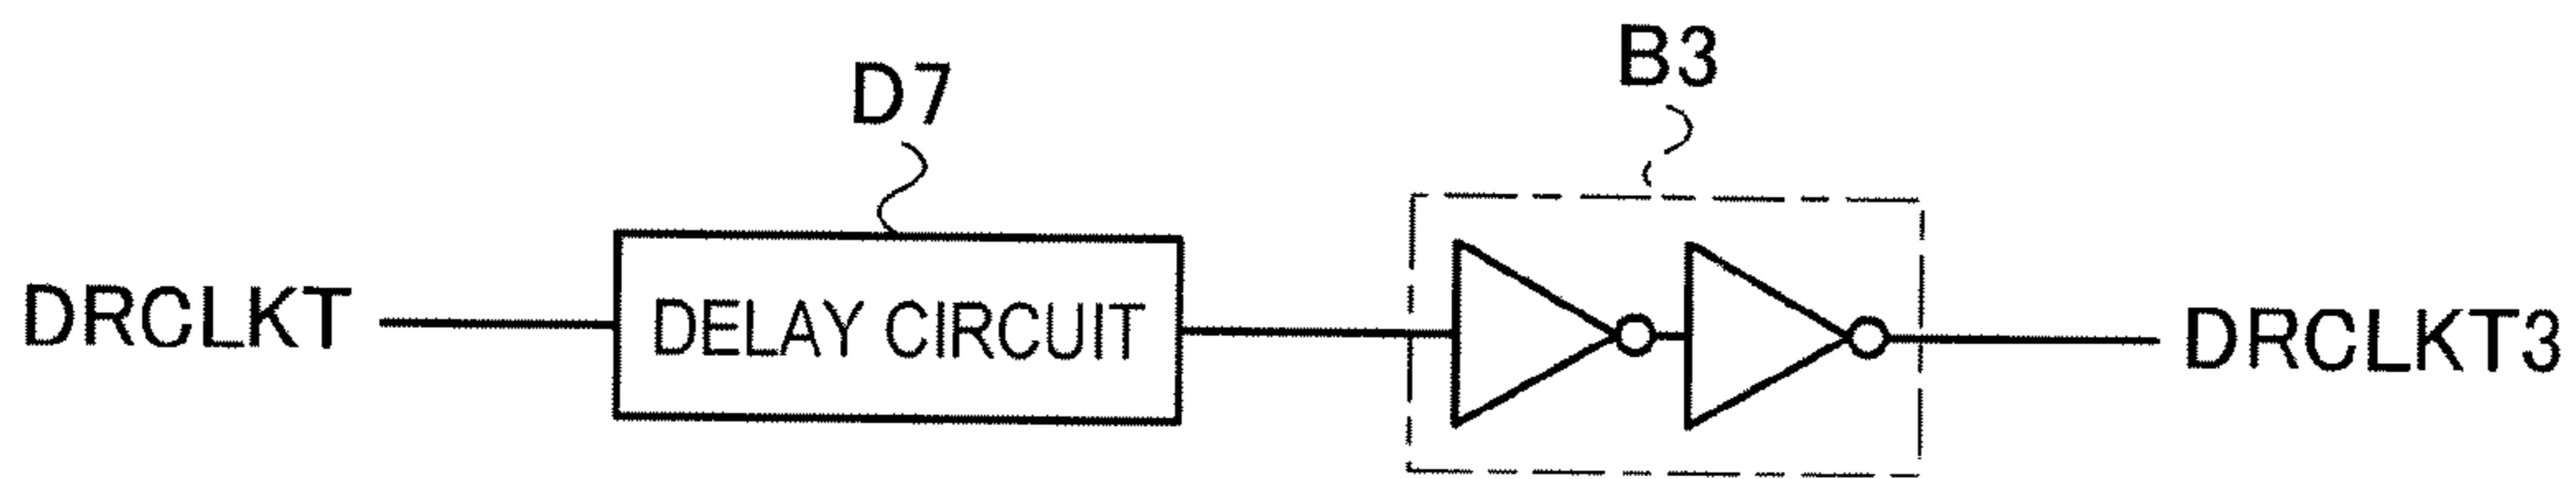 D7
B3
DRCLKT
DELAY CIRCUIT
DRCLKT3